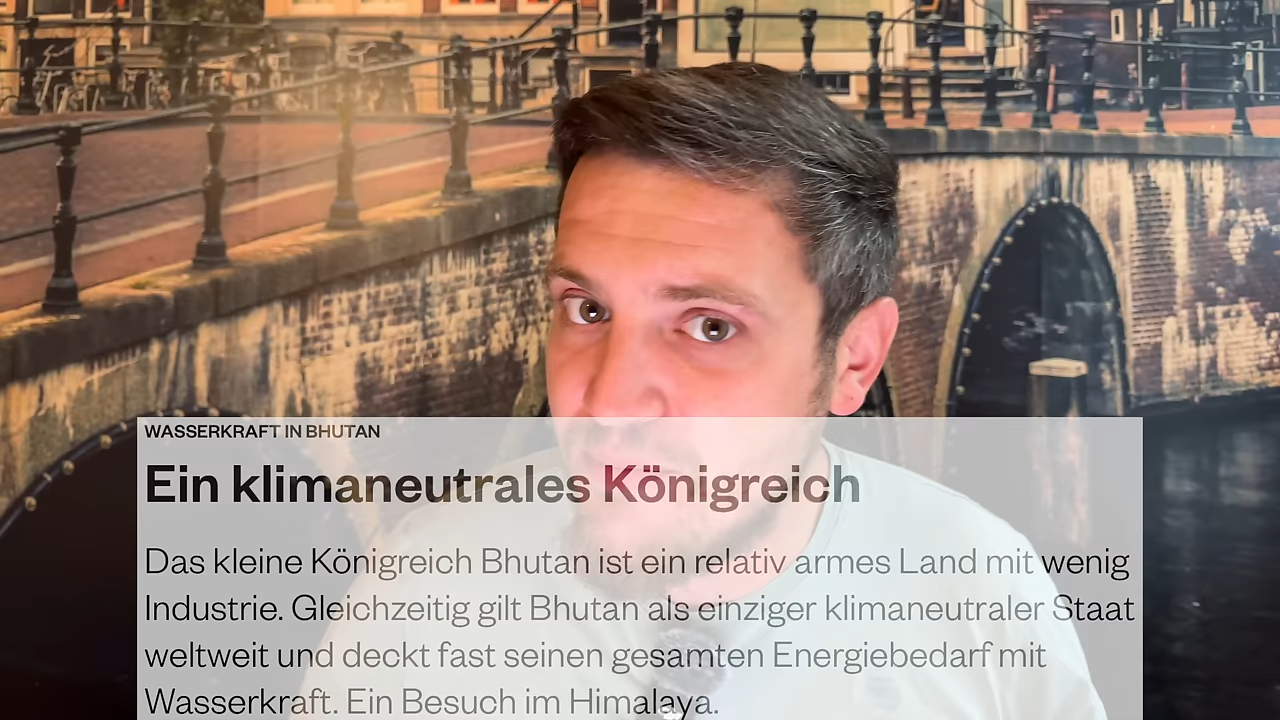 WASSERKRAFT IN BHUTAN
Ein klimaneutrales Königreich
Das kleine Königreich Bhutan ist ein relativ armes Land mit wenig
Industrie. Gleichzeitig gilt Bhutan als einziger klimaneutraler Staat
weltweit und deckt fast seinen gesamten Energiebedarf mit
Wasserkraft. Ein Besuch im Himalaya.